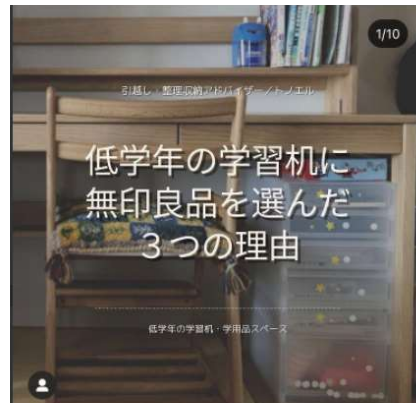 1/10
引越し・整理収納アドバイザー／トノエル
低学年の学習机に
無印良品を選んだ
３つの理由
低学年の学習机・学用品スペース